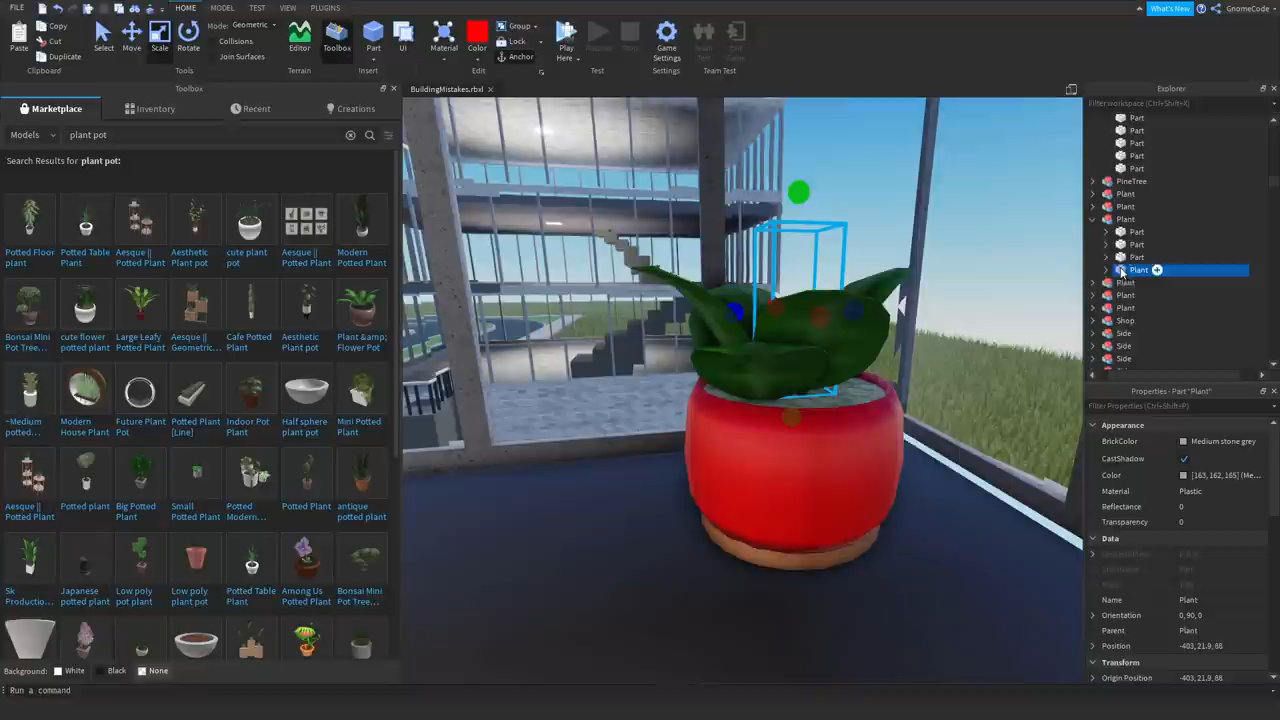 FILE HOME MODEL TEST VIEW PLUGINS What's New GnomeCode
Paste Copy Cut Duplicate Select Move Scale Rotate Mode: Geometric Collisions Join Surfaces Editor Toolbox Part UI Material Color Group Lock Anchor Play Here Game Settings
Clipboard Tools Terrain Insert Edit Test Settings Team Test
Toolbox
Marketplace Inventory Recent Creations
Models plant pot
Search Results for plant pot:
Potted Floor plant
Potted Table Plant
Aesque || Potted Plant
Aesthetic Plant pot
cute plant pot
Aesque || Potted Plant
Modern Potted Plant
Bonsai Mini Pot Tree...
cute flower potted plant
Large Leafy Potted Plant
Aesque || Geometric...
Cafe Potted Plant
Aesthetic Plant pot
Plant &amp; Flower Pot
~Medium potted...
Modern House Plant
Future Plant Pot
Potted Plant [Line]
Indoor Pot Plant
Half sphere plant pot
Mini Potted Plant
Aesque || Potted Plant
Potted plant
Big Potted Plant
Small Potted Plant
Potted Modern...
Potted Plant
antique potted plant
Sk Productio...
Japanese potted plant
Low poly pot plant
Low poly plant pot
Potted Table Plant
Among Us Potted Plant
Bonsai Mini Pot Tree...
Background: White Black None
Run a command
BuildingMistakes.rbxl
Explorer
Filter workspace (Ctrl+Shift+X)
Part
Part
Part
Part
Part
PineTree
Plant
Plant
Plant
Part
Part
Part
Plant
Plant
Plant
Plant
Shop
Side
Side
Side
Properties - Part "Plant"
Filter Properties (Ctrl+Shift+P)
Appearance
BrickColor Medium stone grey
CastShadow
Color [163, 162, 165] (Me...
Material Plastic
Reflectance 0
Transparency 0
Data
Name Plant
Orientation 0, 90, 0
Parent Plant
Position -403, 21.9, 88
Transform
Origin Position -403, 21.9, 88